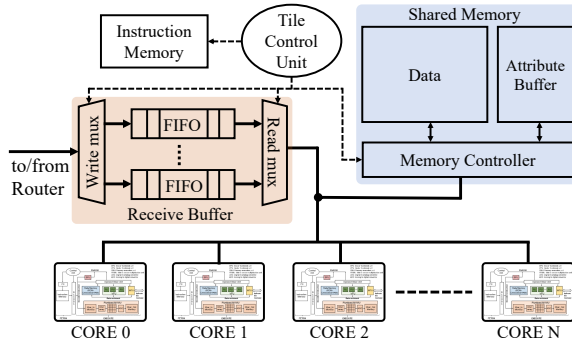 Instruction
Memory
Tile
Control
Unit
Shared Memory
Data
Attribute
Buffer
Memory Controller
Write mux
FIFO
FIFO
Read mux
to/from
Router
Receive Buffer
CORE 0
CORE 1
CORE 2
CORE N